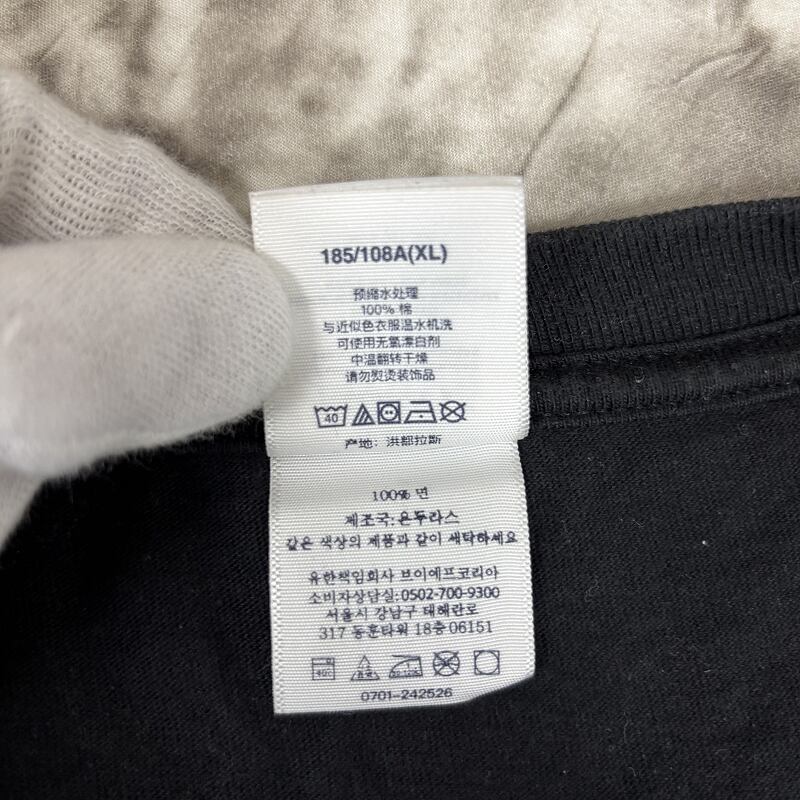 185/108A(XL)
预缩水处理
100% 棉
与近似色衣服温水机洗
可使用无氯漂白剂
中温翻转干燥
请勿熨烫装饰品
40
产地: 洪都拉斯
100% 면
제조국: 온두라스
같은 색상의 제품과 같이 세탁하세요
유한책임회사 브이에프코리아
소비자상담실:0502-700-9300
서울시 강남구 태해란로
317 동훈타워 18층 06151
40℃
0701-242526